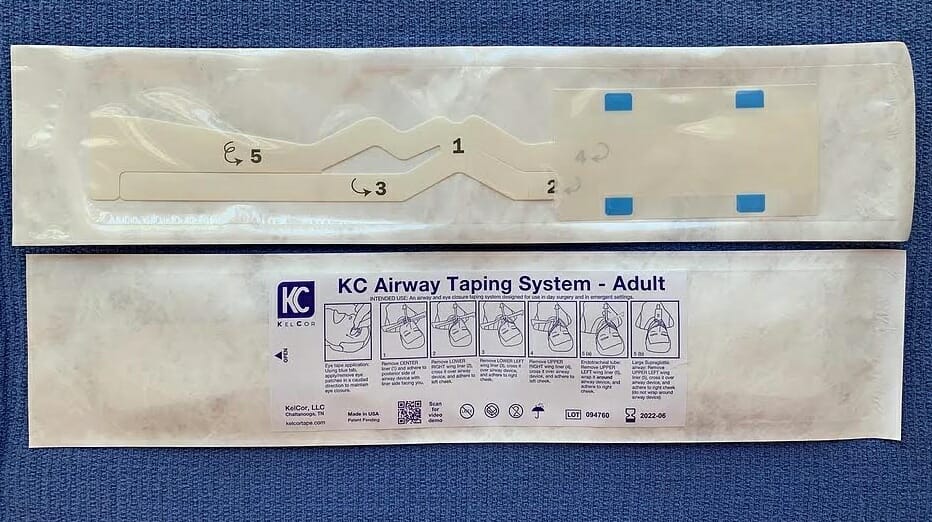 1
5
4
3
2
KC Airway Taping System - Adult
INTENDED USE: An airway and eye closure taping system designed for use in day surgery and in emergent settings.
KC
KELCOR
OPEN
1
2
3
4
5 (a)
5 (b)
Eye tape application:
Using blue tab,
apply/remove eye
patches in a caudad
direction to maintain
eye closure.
Remove CENTER
liner (1) and adhere to
posterior side of
airway device with
liner side facing you.
Remove LOWER
RIGHT wing liner (2),
cross it over airway
device, and adhere to
left cheek.
Remove LOWER LEFT
wing liner (3), cross it
over airway device,
and adhere to right
cheek.
Remove UPPER
RIGHT wing liner (4),
cross it over airway
device, and adhere to
left cheek.
Endotracheal tube:
Remove UPPER
LEFT wing liner (5),
wrap it around
airway device, and
adhere to right
cheek.
Large Supraglottic
airway: Remove
UPPER LEFT wing
liner (5), cross it over
airway device, and
adhere to right cheek
(do not wrap around
airway device)
KelCor, LLC
Chattanooga, TN
kelcortape.com
Made in USA
Patent Pending
Scan
for
video
demo
LOT 094760
2022-06